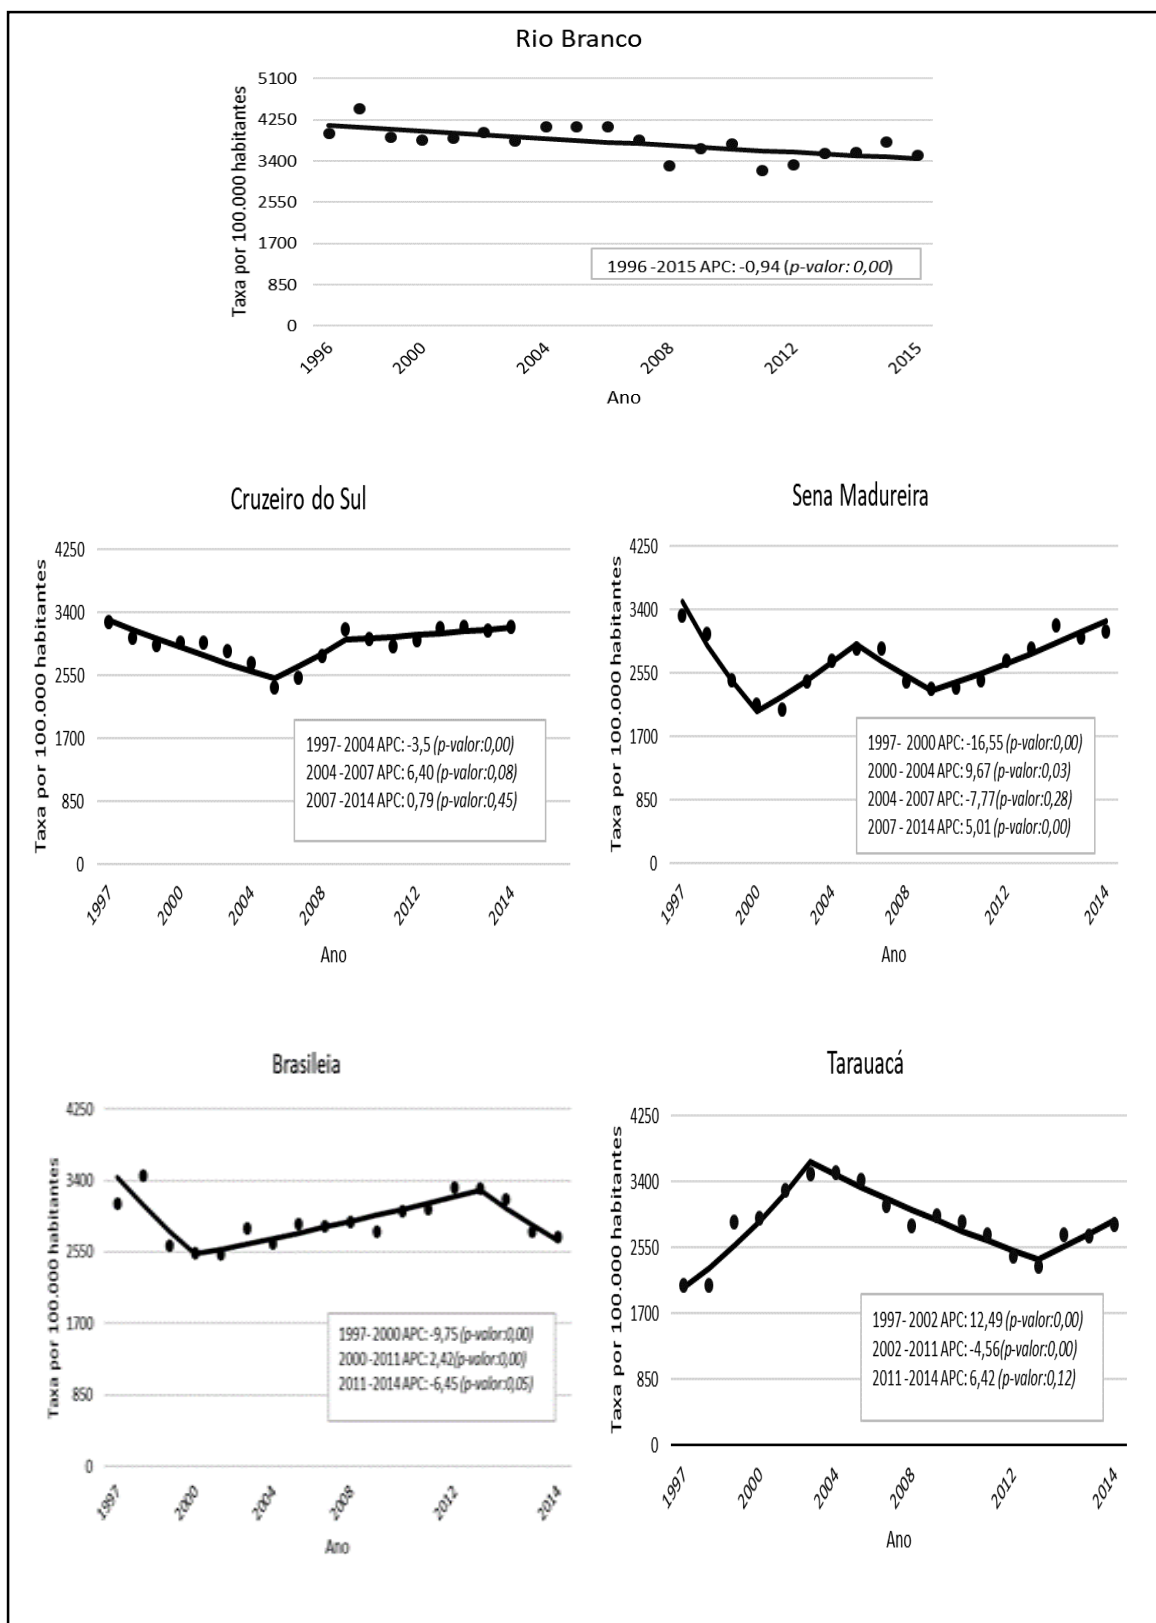 Rio Branco
Taxa por 100.000 habitantes
5100
4250
3400
2550
1700
850
0
1996 -2015 APC: -0,94 (p-valor: 0,00)
1996
2000
2004
2008
2012
2015
Ano
Cruzeiro do Sul
Taxa por 100.000 habitantes
4250
3400
2550
1700
850
0
1997- 2004 APC: -3,5 (p-valor:0,00)
2004 -2007 APC: 6,40 (p-valor:0,08)
2007 -2014 APC: 0,79 (p-valor:0,45)
1997
2000
2004
2008
2012
2014
Ano
Sena Madureira
Taxa por 100.000 habitantes
4250
3400
2550
1700
850
0
1997- 2000 APC: -16,55 (p-valor:0,00)
2000 - 2004 APC: 9,67 (p-valor:0,03)
2004 - 2007 APC: -7,77(p-valor:0,28)
2007 - 2014 APC: 5,01 (p-valor:0,00)
1997
2000
2004
2008
2012
2014
Ano
Brasileia
Taxa por 100.000 habitantes
4250
3400
2550
1700
850
0
1997- 2000 APC: -9,75 (p-valor:0,00)
2000 -2011 APC: 2,42(p-valor:0,00)
2011 -2014 APC: -6,45 (p-valor:0,05)
1997
2000
2004
2008
2012
2014
Ano
Tarauacá
Taxa por 100.000 habitantes
4250
3400
2550
1700
850
0
1997- 2002 APC: 12,49 (p-valor:0,00)
2002 -2011 APC: -4,56(p-valor:0,00)
2011 -2014 APC: 6,42 (p-valor:0,12)
1997
2000
2004
2008
2012
2014
Ano